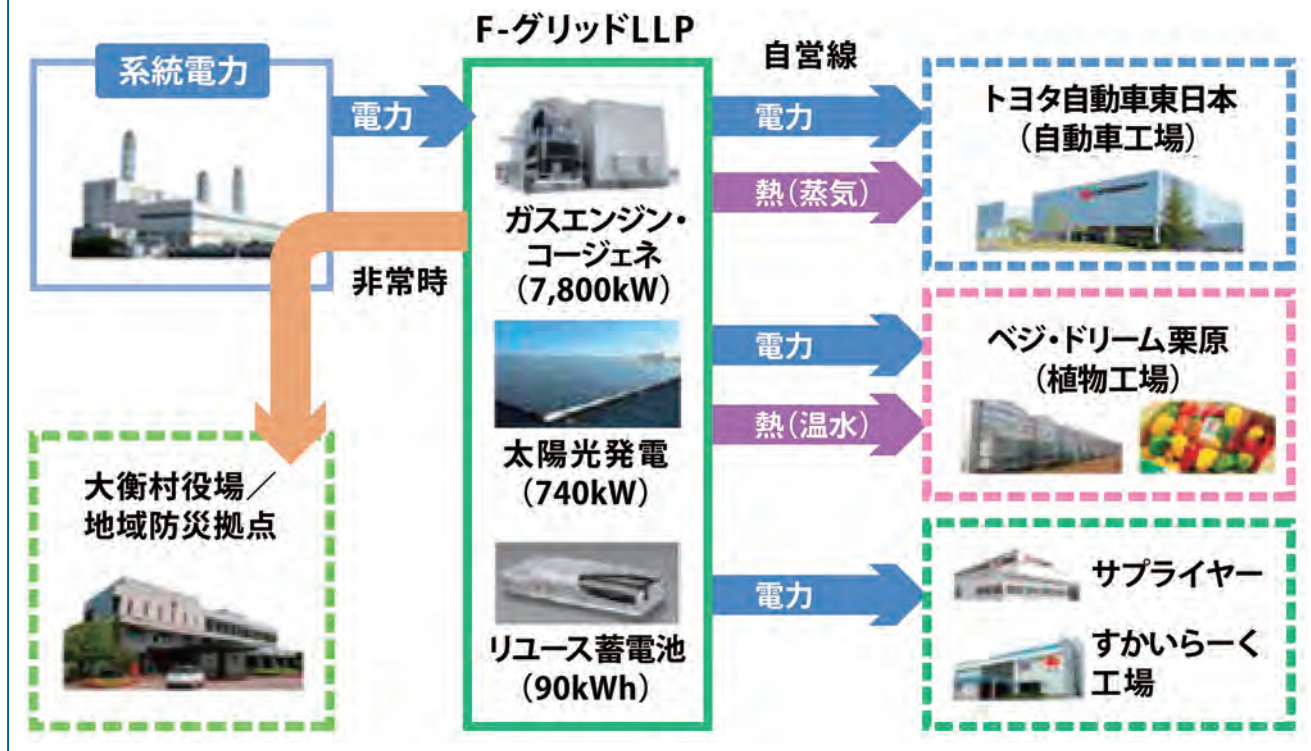 F-グリッドLLP
系統電力
電力
自営線
ガスエンジン・
コージェネ
(7,800kW)
太陽光発電
(740kW)
リユース蓄電池
(90kWh)
電力
熱(蒸気)
トヨタ自動車東日本
(自動車工場)
電力
熱(温水)
ベジ・ドリーム栗原
(植物工場)
電力
サプライヤー
すかいらーく
工場
非常時
大衡村役場／
地域防災拠点